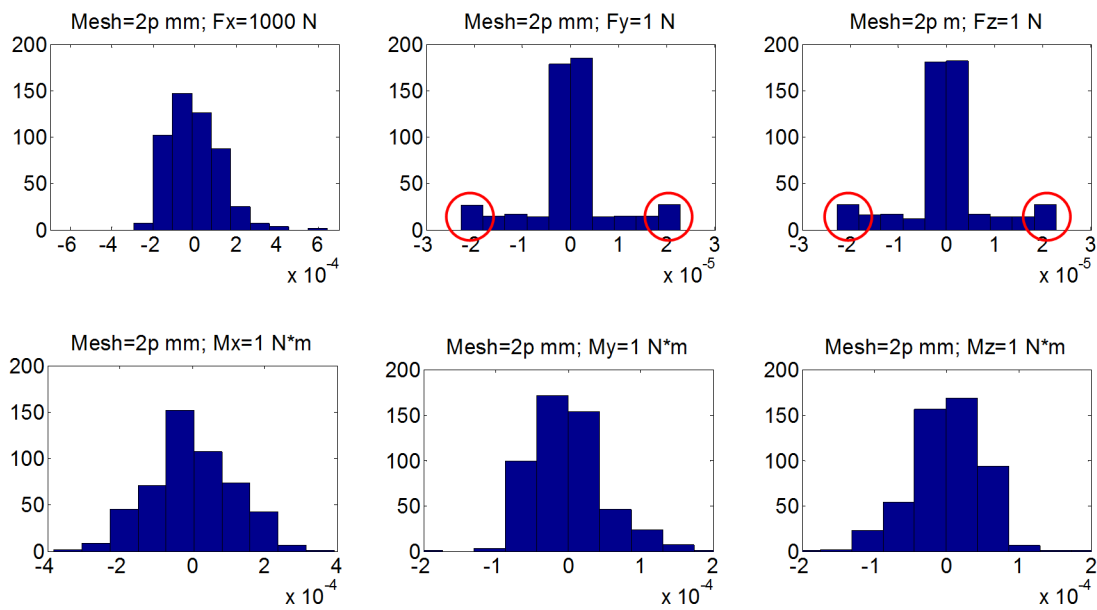 Mesh=2p mm; Fx=1000 N
200
150
100
50
0
-6 -4 -2 0 2 4 6
x 10^-4
Mesh=2p mm; Fy=1 N
200
150
100
50
0
-3 -2 -1 0 1 2 3
x 10^-5
Mesh=2p m; Fz=1 N
200
150
100
50
0
-3 -2 -1 0 1 2 3
x 10^-5
Mesh=2p mm; Mx=1 N*m
200
150
100
50
0
-4 -2 0 2 4
x 10^-4
Mesh=2p mm; My=1 N*m
200
150
100
50
0
-2 -1 0 1 2
x 10^-4
Mesh=2p mm; Mz=1 N*m
200
150
100
50
0
-2 -1 0 1 2
x 10^-4